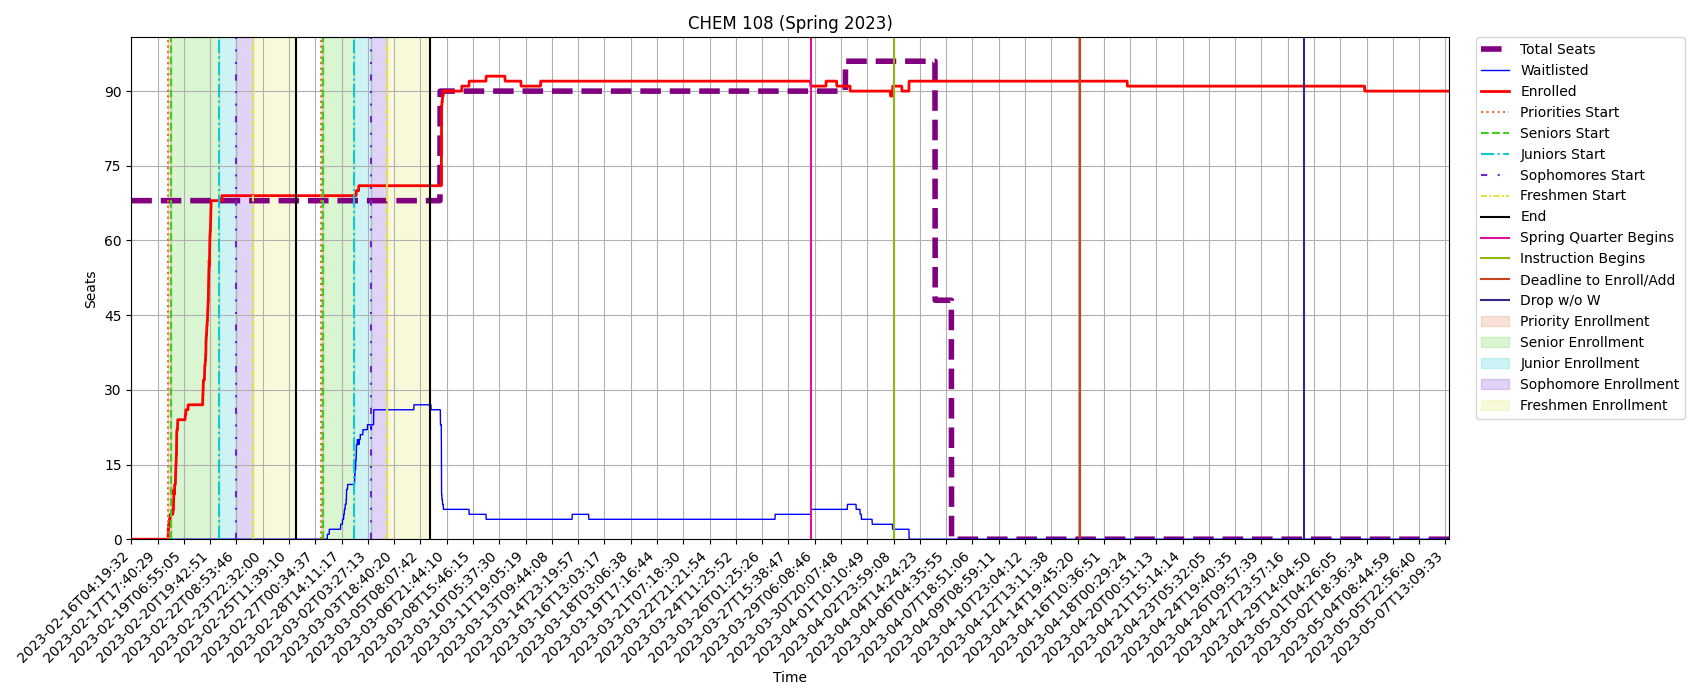 CHEM 108 (Spring 2023)
Seats
90
75
60
45
30
15
0
2023-02-16T04:19:32
2023-02-17T17:40:29
2023-02-19T06:55:05
2023-02-20T19:42:51
2023-02-22T08:53:46
2023-02-23T22:32:00
2023-02-25T11:39:10
2023-02-27T00:34:37
2023-02-28T14:11:17
2023-03-02T03:27:13
2023-03-03T18:40:20
2023-03-05T08:07:42
2023-03-06T21:44:10
2023-03-08T15:46:15
2023-03-10T05:37:30
2023-03-11T19:05:19
2023-03-13T09:44:08
2023-03-14T23:19:57
2023-03-16T13:03:17
2023-03-18T03:06:38
2023-03-19T17:16:44
2023-03-21T07:18:30
2023-03-22T21:21:54
2023-03-24T11:25:52
2023-03-26T01:25:26
2023-03-27T15:38:47
2023-03-29T06:08:46
2023-03-30T20:07:48
2023-04-01T10:10:49
2023-04-02T23:59:08
2023-04-04T14:24:23
2023-04-06T04:35:55
2023-04-07T18:51:06
2023-04-09T08:59:11
2023-04-10T23:04:12
2023-04-12T13:11:38
2023-04-14T19:45:20
2023-04-16T10:36:51
2023-04-18T00:29:24
2023-04-20T00:51:13
2023-04-21T15:14:14
2023-04-23T05:32:05
2023-04-24T19:40:35
2023-04-26T09:57:39
2023-04-27T23:57:16
2023-04-29T14:04:50
2023-05-01T04:26:05
2023-05-02T18:36:34
2023-05-04T08:44:59
2023-05-05T22:56:40
2023-05-07T13:09:33
Time
Total Seats
Waitlisted
Enrolled
Priorities Start
Seniors Start
Juniors Start
Sophomores Start
Freshmen Start
End
Spring Quarter Begins
Instruction Begins
Deadline to Enroll/Add
Drop w/o W
Priority Enrollment
Senior Enrollment
Junior Enrollment
Sophomore Enrollment
Freshmen Enrollment